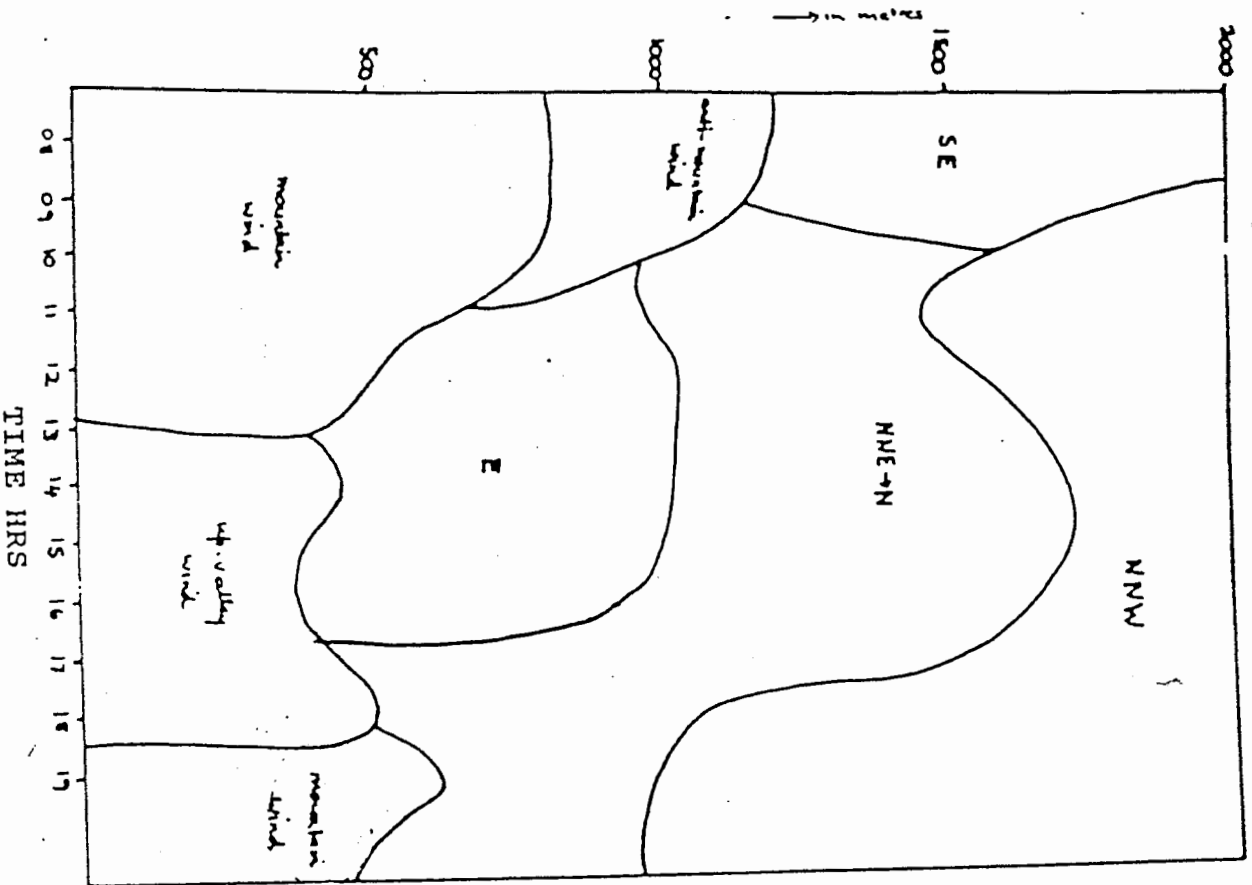 → in metres
500
1000
1500
2000
08
09
10
11
12
13
14
15
16
17
18
19
TIME HRS
mountain
wind
anti-mountain
wind
SE
E
NNE→N
NNW
up-valley
wind
mountain
wind